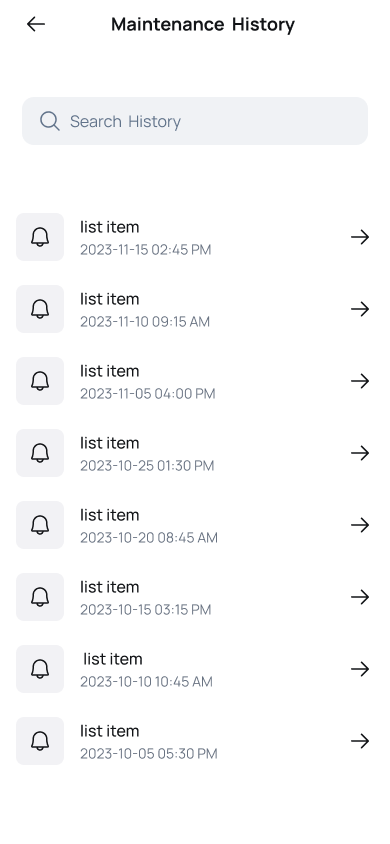 Maintenance History
Search History
list item
2023-11-15 02:45 PM
list item
2023-11-10 09:15 AM
list item
2023-11-05 04:00 PM
list item
2023-10-25 01:30 PM
list item
2023-10-20 08:45 AM
list item
2023-10-15 03:15 PM
list item
2023-10-10 10:45 AM
list item
2023-10-05 05:30 PM